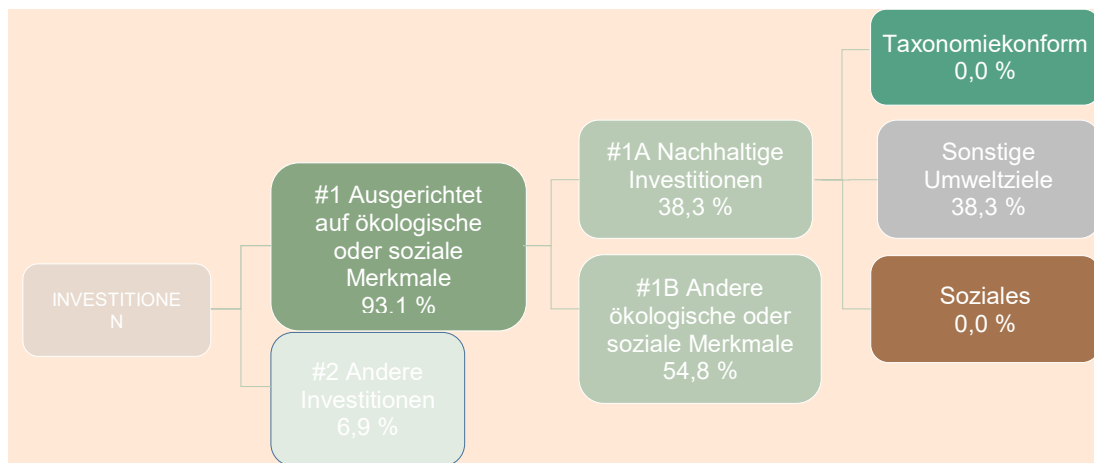 INVESTITIONE
N
#1 Ausgerichtet
auf ökologische
oder soziale
Merkmale
93,1 %
#2 Andere
Investitionen
6,9 %
#1A Nachhaltige
Investitionen
38,3 %
#1B Andere
ökologische oder
soziale Merkmale
54,8 %
Taxonomiekonform
0,0 %
Sonstige
Umweltziele
38,3 %
Soziales
0,0 %